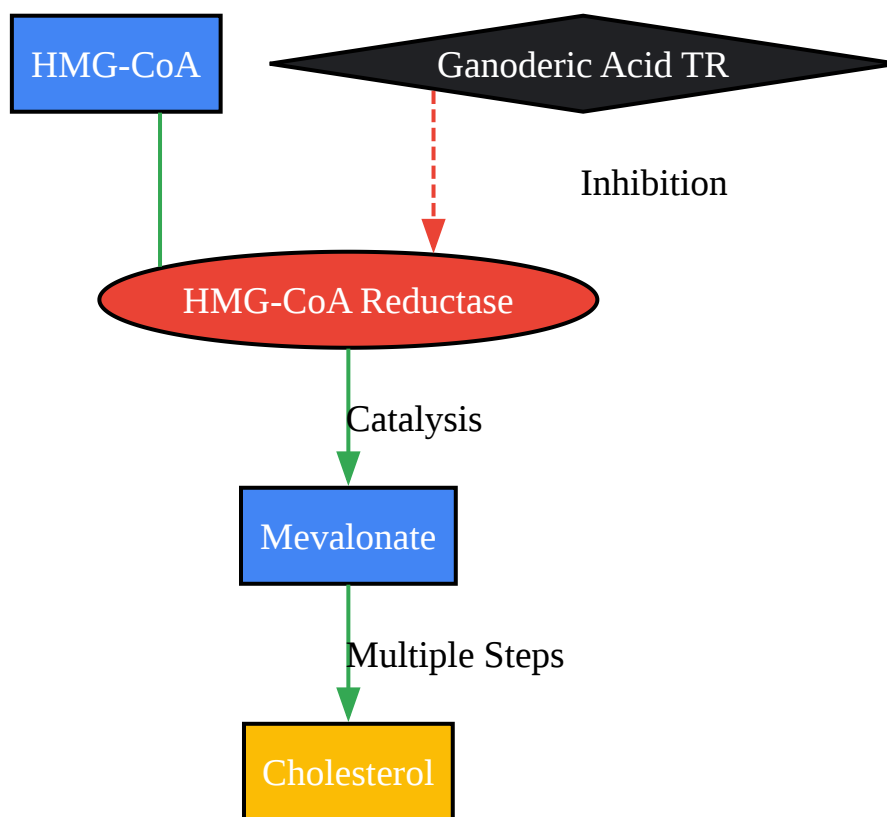 HMG-CoA
Ganoderic Acid TR
Inhibition
HMG-CoA Reductase
Catalysis
Mevalonate
Multiple Steps
Cholesterol